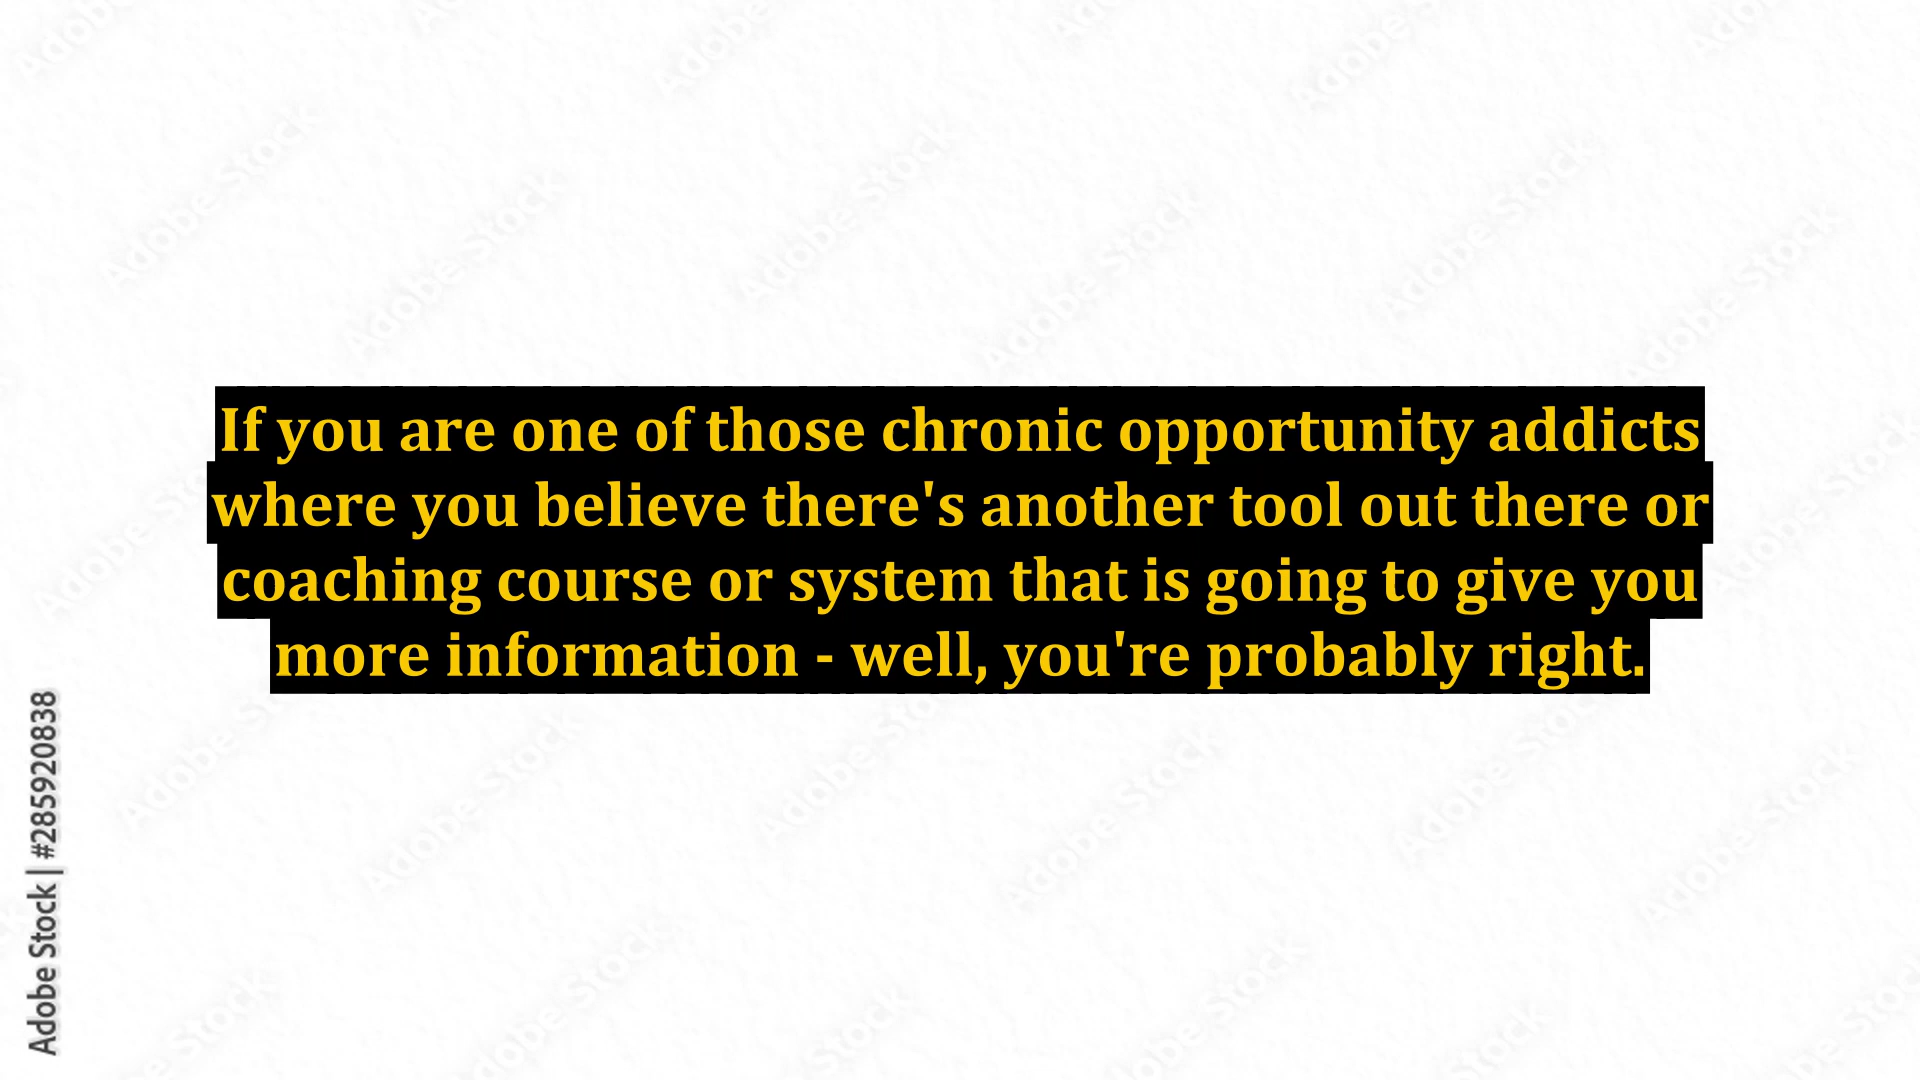 If you are one of those chronic opportunity addicts
where you believe there's another tool out there or
coaching course or system that is going to give you
more information - well, you're probably right.
Adobe Stock | #285920838
Adobe Stock